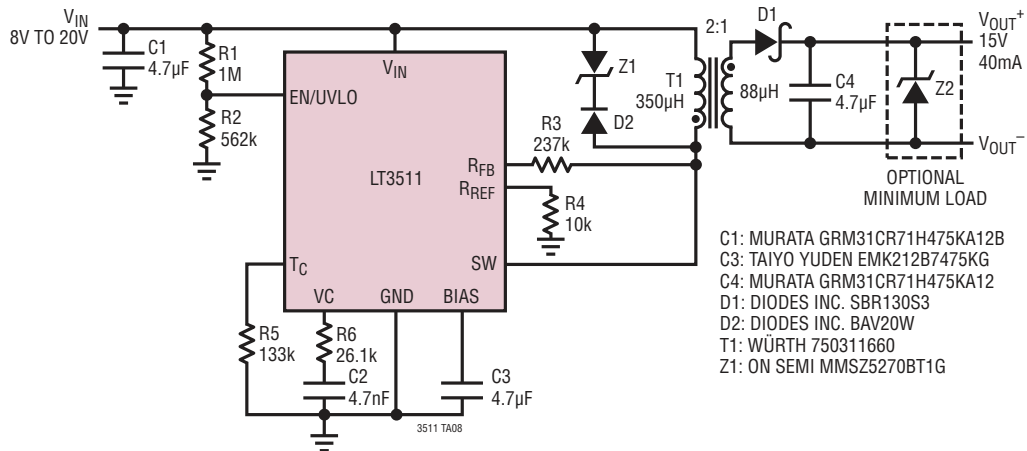 VIN
8V TO 20V
C1
4.7µF
R1
1M
R2
562k
VIN
EN/UVLO
LT3511
RFB
RREF
SW
TC
VC
GND
BIAS
Z1
D2
R3
237k
R4
10k
T1
350µH
2:1
88µH
D1
C4
4.7µF
Z2
VOUT+
15V
40mA
VOUT–
OPTIONAL
MINIMUM LOAD
R5
133k
R6
26.1k
C2
4.7nF
C3
4.7µF
3511 TA08
C1: MURATA GRM31CR71H475KA12B
C3: TAIYO YUDEN EMK212B7475KG
C4: MURATA GRM31CR71H475KA12
D1: DIODES INC. SBR130S3
D2: DIODES INC. BAV20W
T1: WÜRTH 750311660
Z1: ON SEMI MMSZ5270BT1G